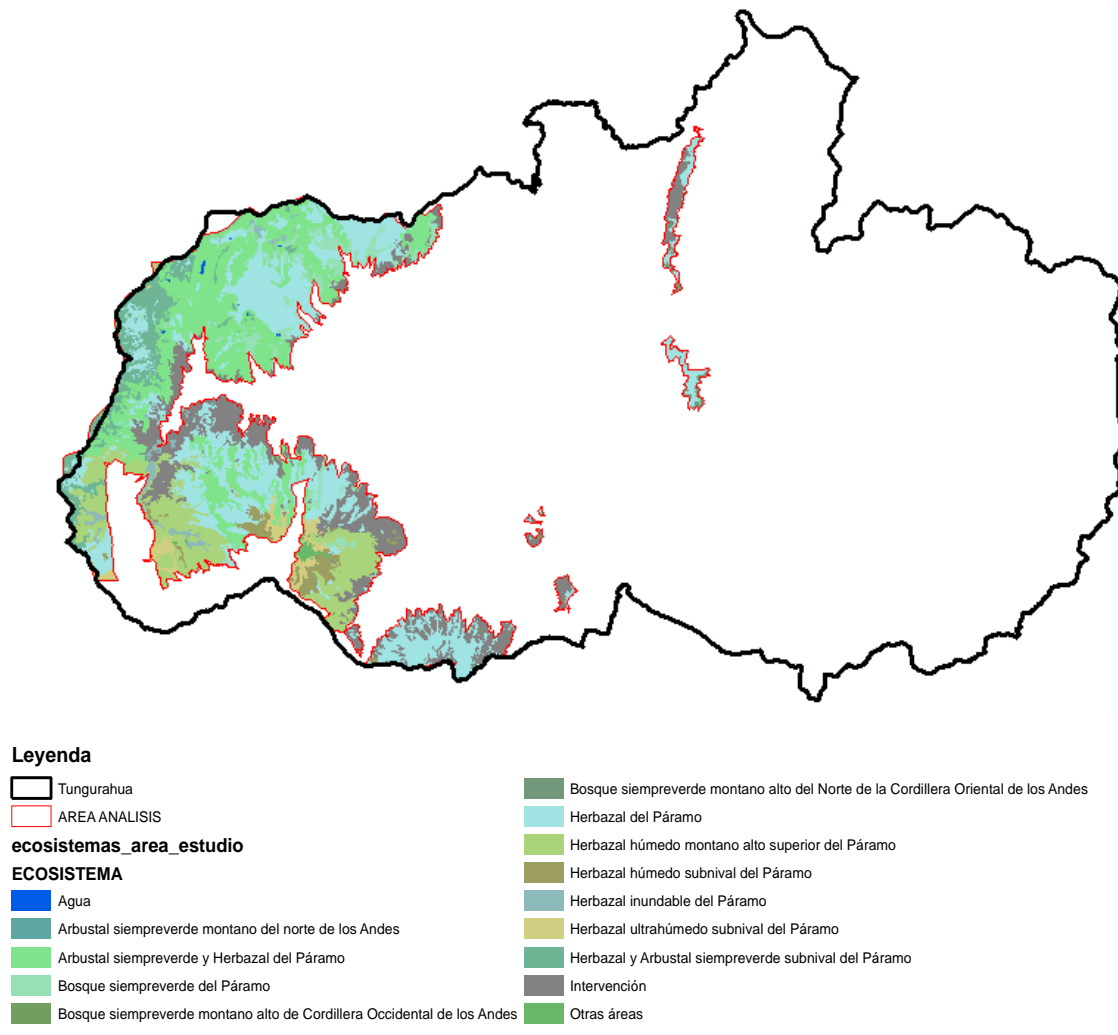 Leyenda
Tungurahua
AREA ANALISIS
ecosistemas_area_estudio
ECOSISTEMA
Agua
Arbustal siempreverde montano del norte de los Andes
Arbustal siempreverde y Herbazal del Páramo
Bosque siempreverde del Páramo
Bosque siempreverde montano alto de Cordillera Occidental de los Andes
Bosque siempreverde montano alto del Norte de la Cordillera Oriental de los Andes
Herbazal del Páramo
Herbazal húmedo montano alto superior del Páramo
Herbazal húmedo subnival del Páramo
Herbazal inundable del Páramo
Herbazal ultrahúmedo subnival del Páramo
Herbazal y Arbustal siempreverde subnival del Páramo
Intervención
Otras áreas